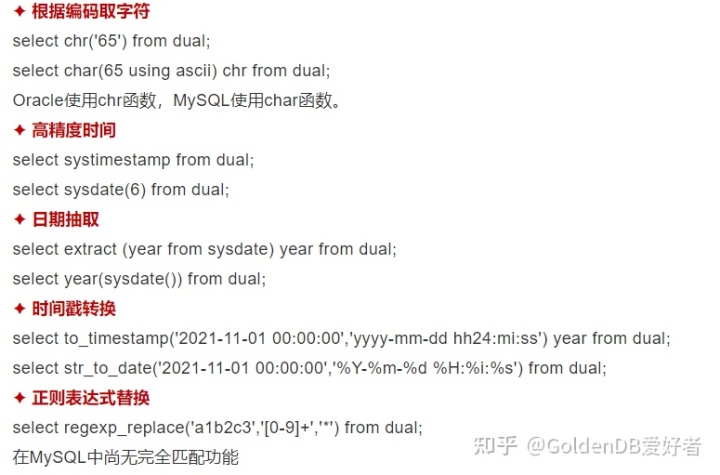 ✦ 根据编码取字符
select chr('65') from dual;
select char(65 using ascii) chr from dual;
Oracle使用chr函数，MySQL使用char函数。
✦ 高精度时间
select systimestamp from dual;
select sysdate(6) from dual;
✦ 日期抽取
select extract (year from sysdate) year from dual;
select year(sysdate()) from dual;
✦ 时间戳转换
select to_timestamp('2021-11-01 00:00:00','yyyy-mm-dd hh24:mi:ss') year from dual;
select str_to_date('2021-11-01 00:00:00','%Y-%m-%d %H:%i:%s') from dual;
✦ 正则表达式替换
select regexp_replace('a1b2c3','[0-9]+','*') from dual;
在MySQL中尚无完全匹配功能
知乎 @GoldenDB爱好者